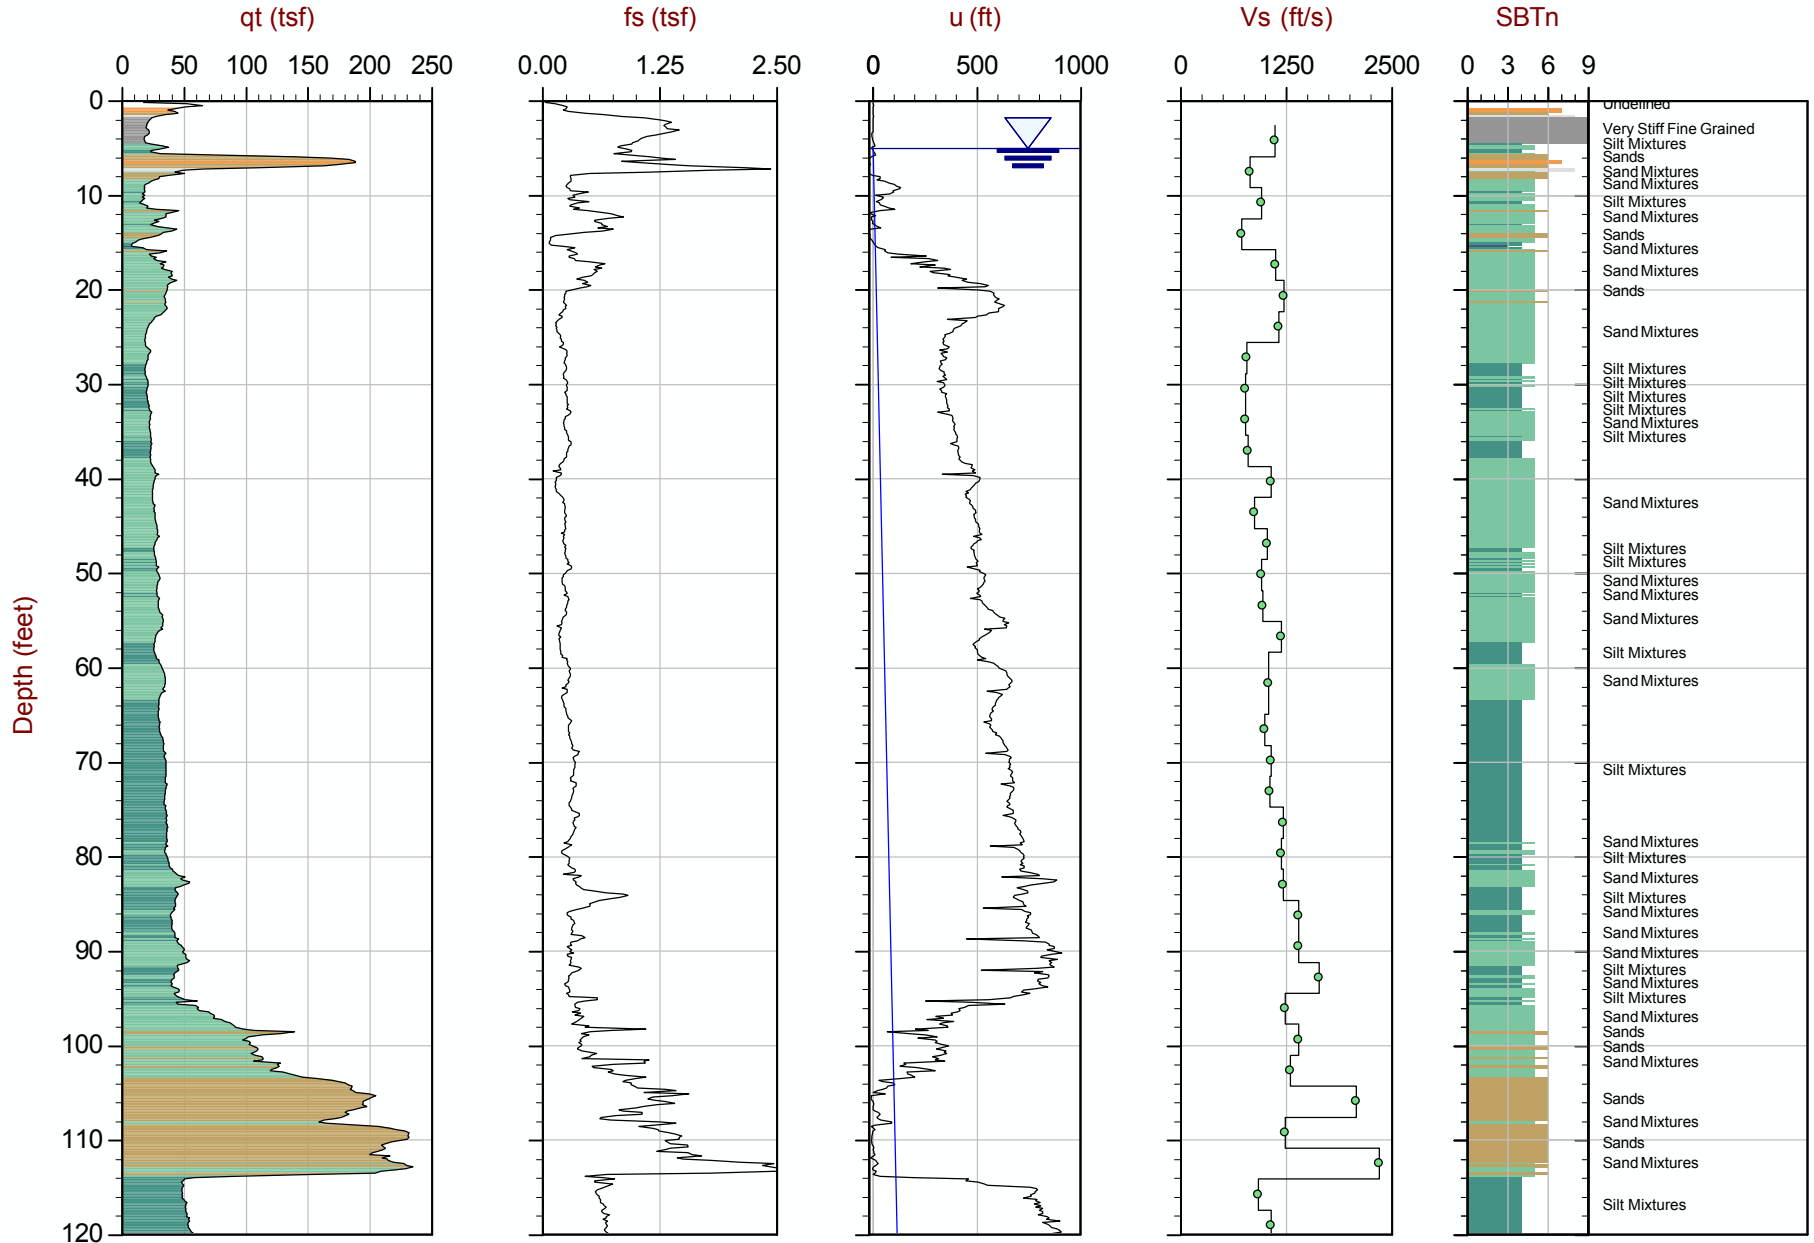 qt (tsf)
fs (tsf)
u (ft)
Vs (ft/s)
SBTn
0 50 100 150 200 250
0.00 1.25 2.50
0 500 1000
0 1250 2500
0 3 6 9
Depth (feet)
0
10
20
30
40
50
60
70
80
90
100
110
120
Undefined
Very Stiff Fine Grained
Silt Mixtures
Sands
Sand Mixtures
Sand Mixtures
Silt Mixtures
Sand Mixtures
Sands
Sand Mixtures
Sand Mixtures
Sands
Sand Mixtures
Silt Mixtures
Silt Mixtures
Silt Mixtures
Silt Mixtures
Sand Mixtures
Silt Mixtures
Sand Mixtures
Silt Mixtures
Silt Mixtures
Sand Mixtures
Sand Mixtures
Sand Mixtures
Silt Mixtures
Sand Mixtures
Silt Mixtures
Sand Mixtures
Silt Mixtures
Sand Mixtures
Silt Mixtures
Sand Mixtures
Sand Mixtures
Sand Mixtures
Silt Mixtures
Sand Mixtures
Silt Mixtures
Sand Mixtures
Sands
Sands
Sand Mixtures
Sands
Sand Mixtures
Sands
Sand Mixtures
Silt Mixtures